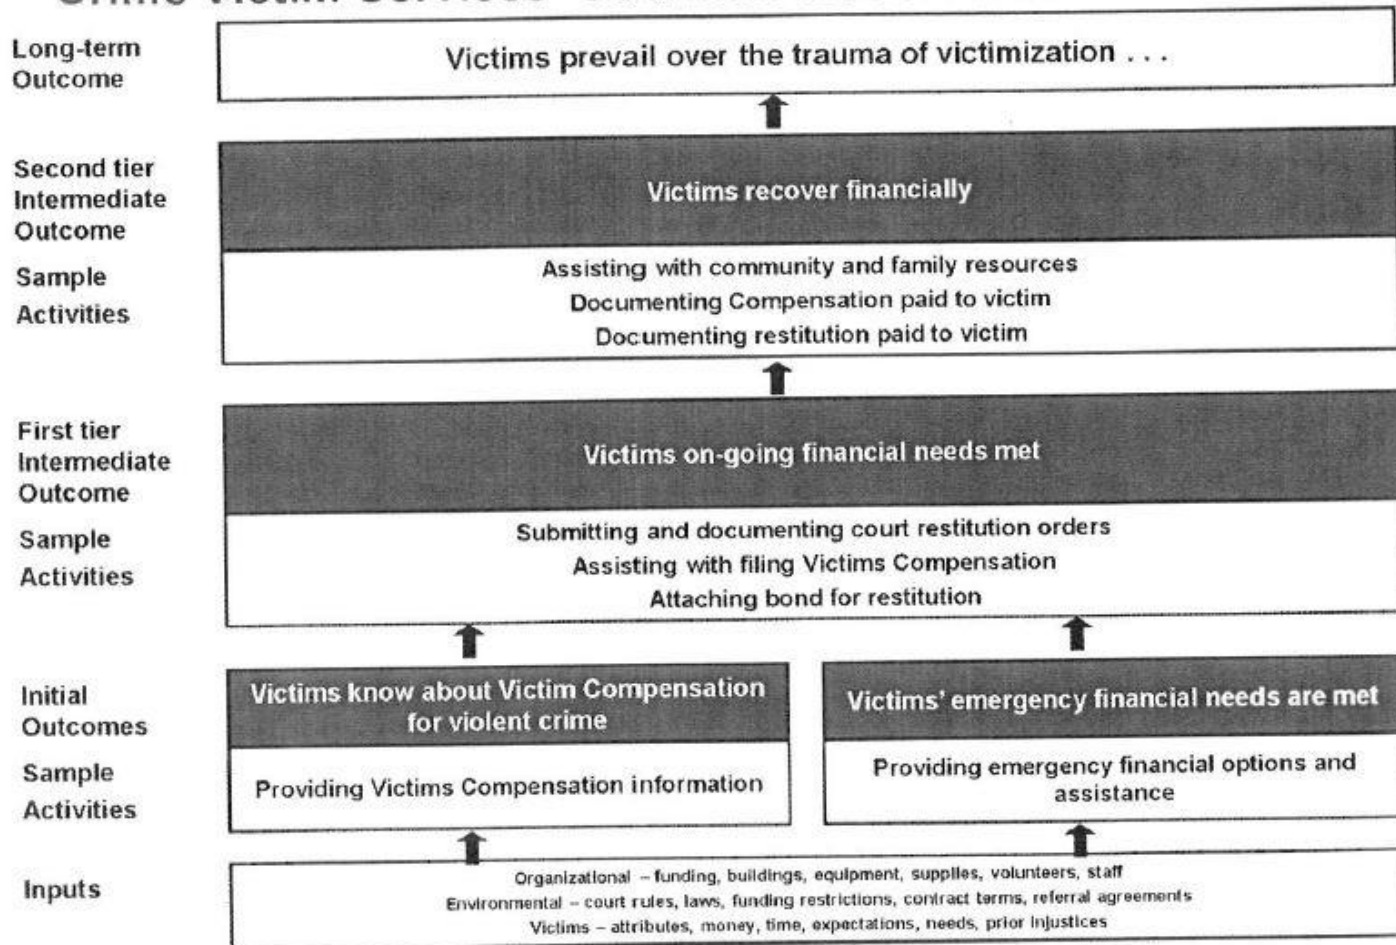 Victim
Long-term
Outcome
Victims prevail over the trauma of victimization . . .
Second tier
Intermediate
Outcome
Victims recover financially
Sample
Activities
Assisting with community and family resources
Documenting Compensation paid to victim
Documenting restitution paid to victim
First tier
Intermediate
Outcome
Victims on-going financial needs met
Sample
Activities
Submitting and documenting court restitution orders
Assisting with filing Victims Compensation
Attaching bond for restitution
Initial
Outcomes
Victims know about Victim Compensation
for violent crime
Victims' emergency financial needs are met
Sample
Activities
Providing Victims Compensation information
Providing emergency financial options and
assistance
Inputs
Organizational – funding, buildings, equipment, supplies, volunteers, staff
Environmental – court rules, laws, funding restrictions, contract terms, referral agreements
Victims – attributes, money, time, expectations, needs, prior injustices